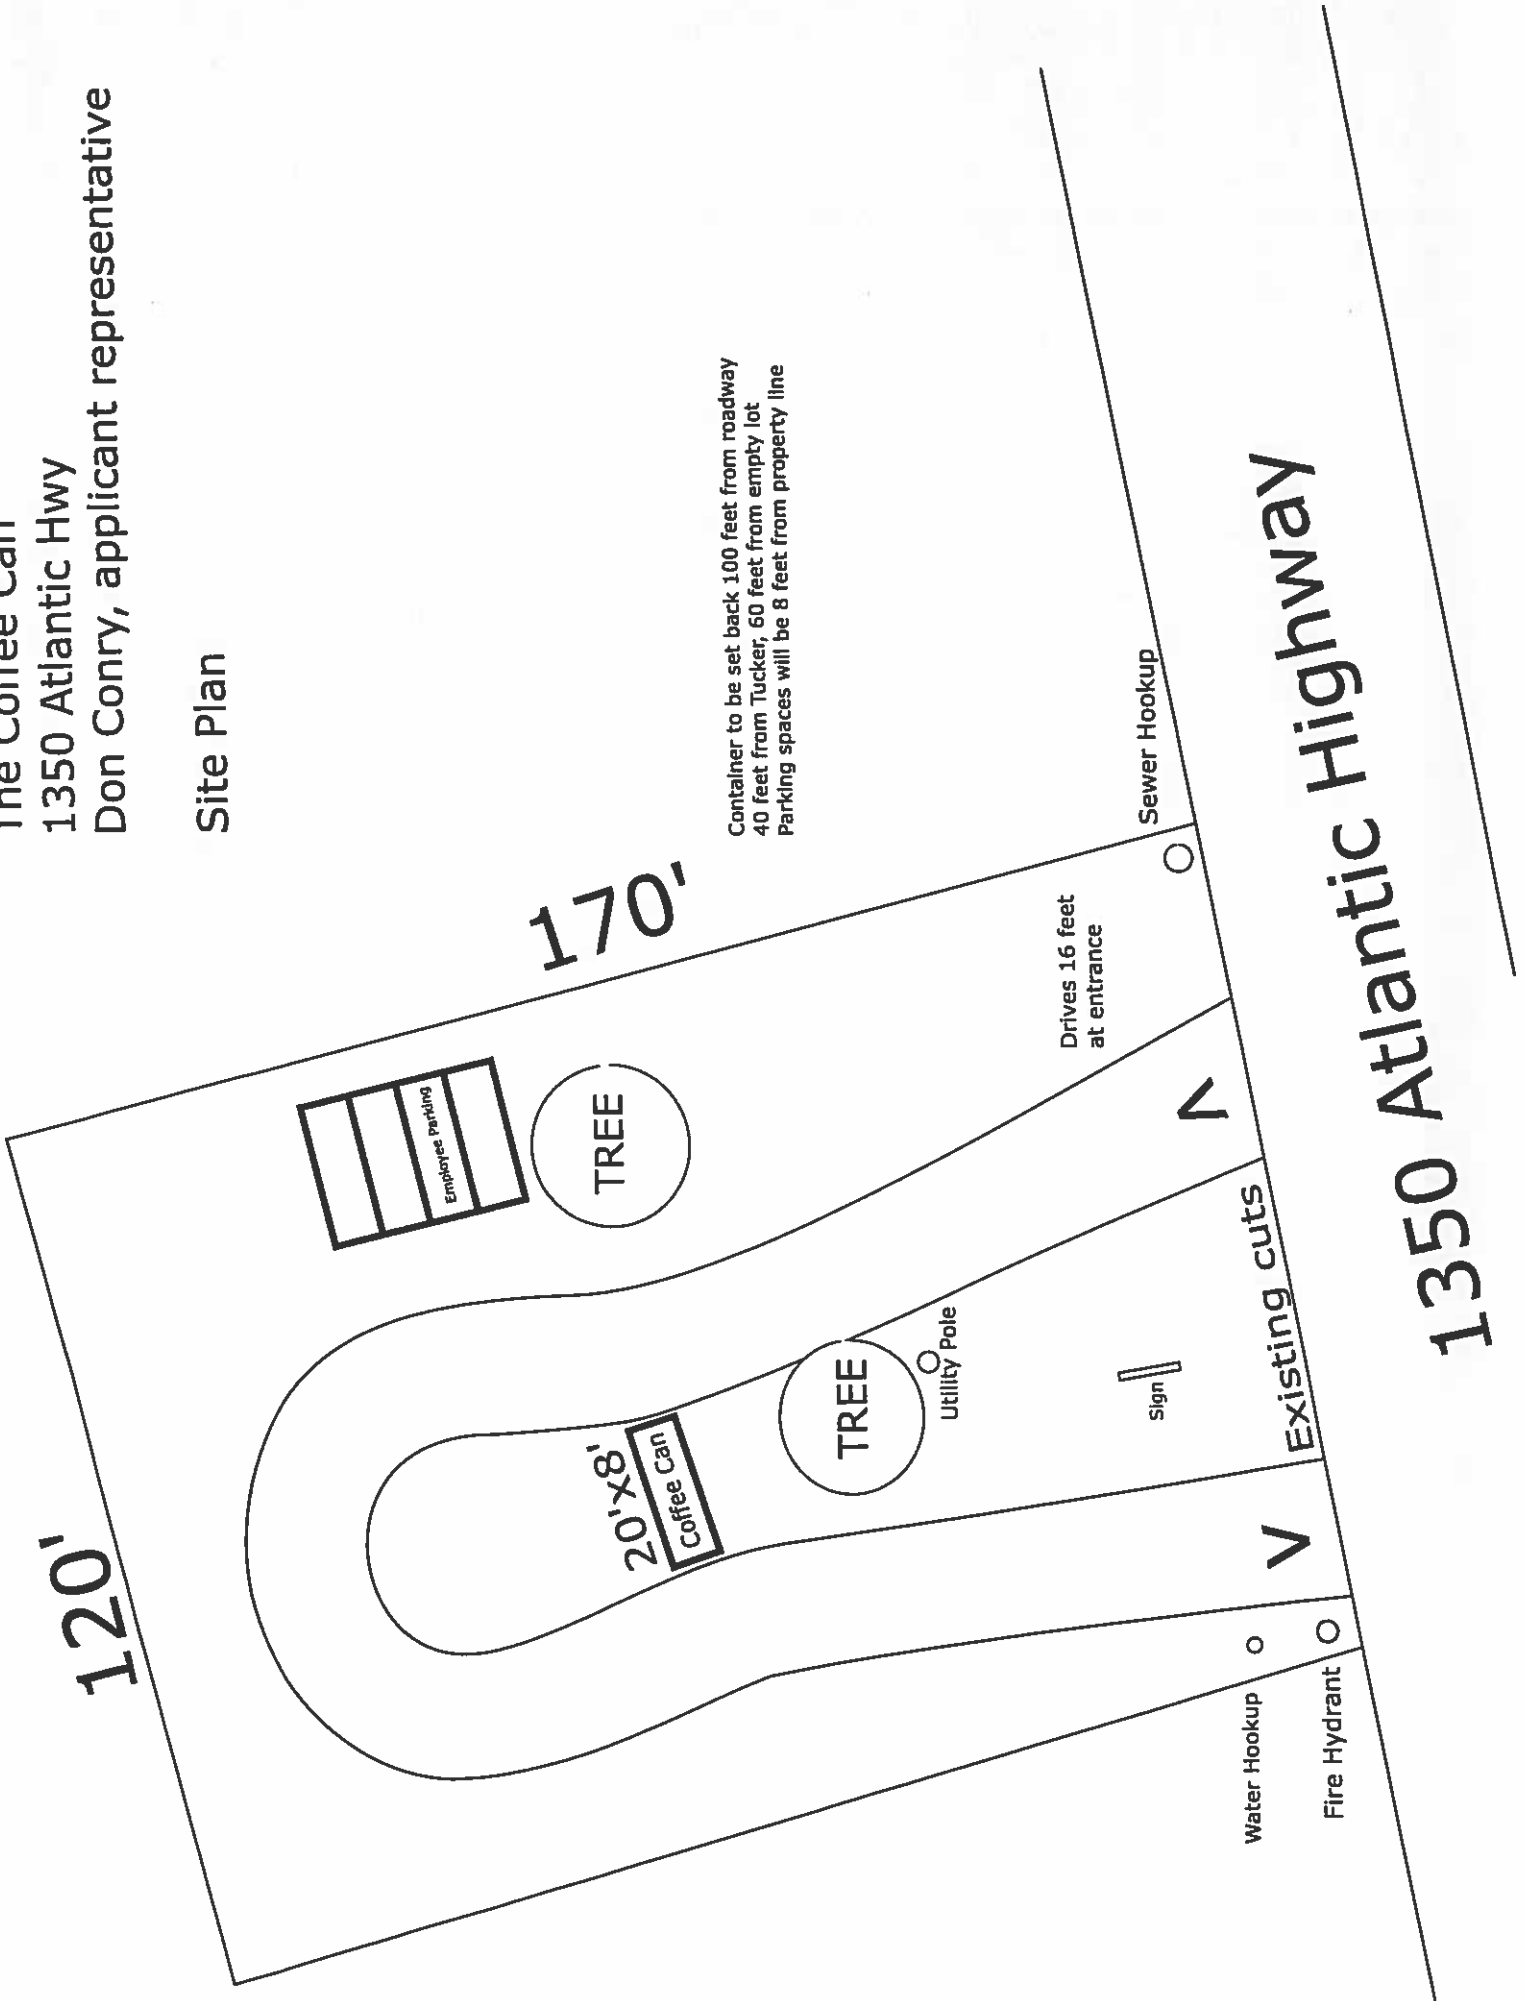 The Coffee Can
1350 Atlantic Hwy
Don Conry, applicant representative
Site Plan
120'
170'
Employee Parking
TREE
20'x8'
Coffee Can
TREE
Utility Pole
Sign
Container to be set back 100 feet from roadway
40 feet from Tucker, 60 feet from empty lot
Parking spaces will be 8 feet from property line
Drives 16 feet
at entrance
Sewer Hookup
Water Hookup
Fire Hydrant
Existing cuts
>
<
1350 Atlantic Highway